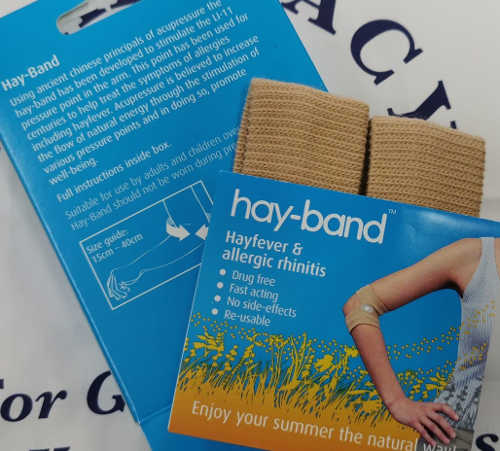 ACY
Hay-Band
Using ancient chinese principals of acupressure the
hay-band has been developed to stimulate the LI-11
pressure point in the arm. This point has been used for
centuries to help treat the symptoms of allergies
including hayfever. Acupressure is believed to increase
the flow of natural energy through the stimulation of
various pressure points and in doing so, promote
well-being.
Full instructions inside box.
Suitable for use by adults and children over
Hay-Band should not be worn during pre
Size guide:
15cm – 40cm
hay-band™
Hayfever &
allergic rhinitis
• Drug free
• Fast acting
• No side-effects
• Re-usable
Enjoy your summer the natural way!
or G